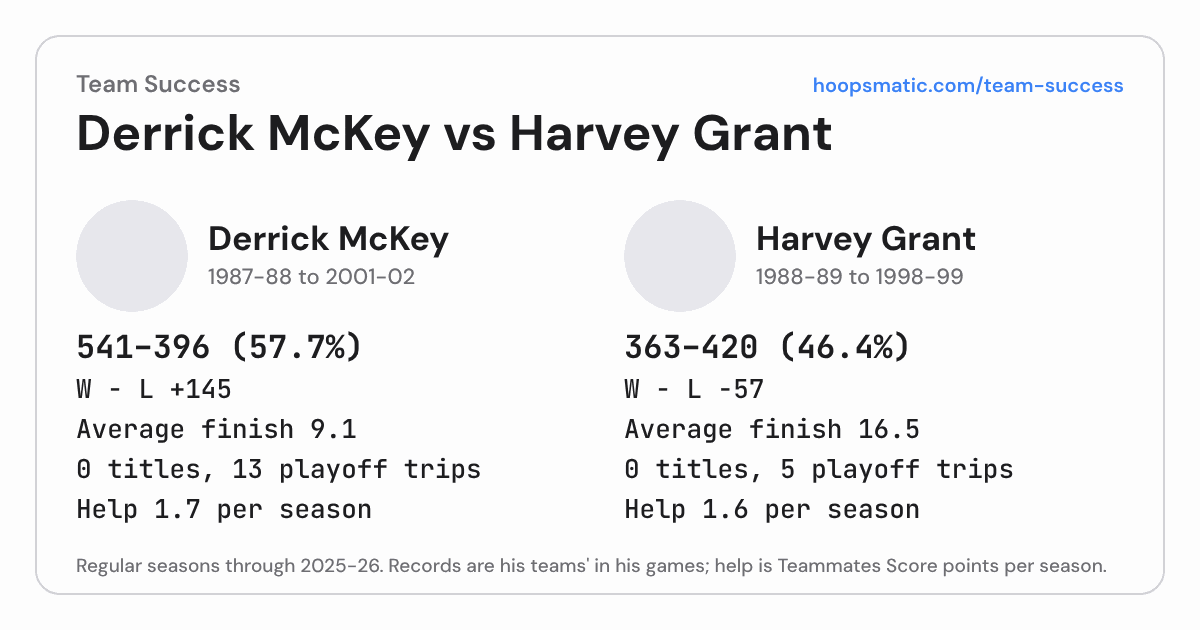 Team Success
hoopsmatic.com/team-success
Derrick McKey vs Harvey Grant
Derrick McKey
1987-88 to 2001-02
541-396 (57.7%)
W - L +145
Average finish 9.1
0 titles, 13 playoff trips
Help 1.7 per season
Harvey Grant
1988-89 to 1998-99
363-420 (46.4%)
W - L -57
Average finish 16.5
0 titles, 5 playoff trips
Help 1.6 per season
Regular seasons through 2025-26. Records are his teams' in his games; help is Teammates Score points per season.